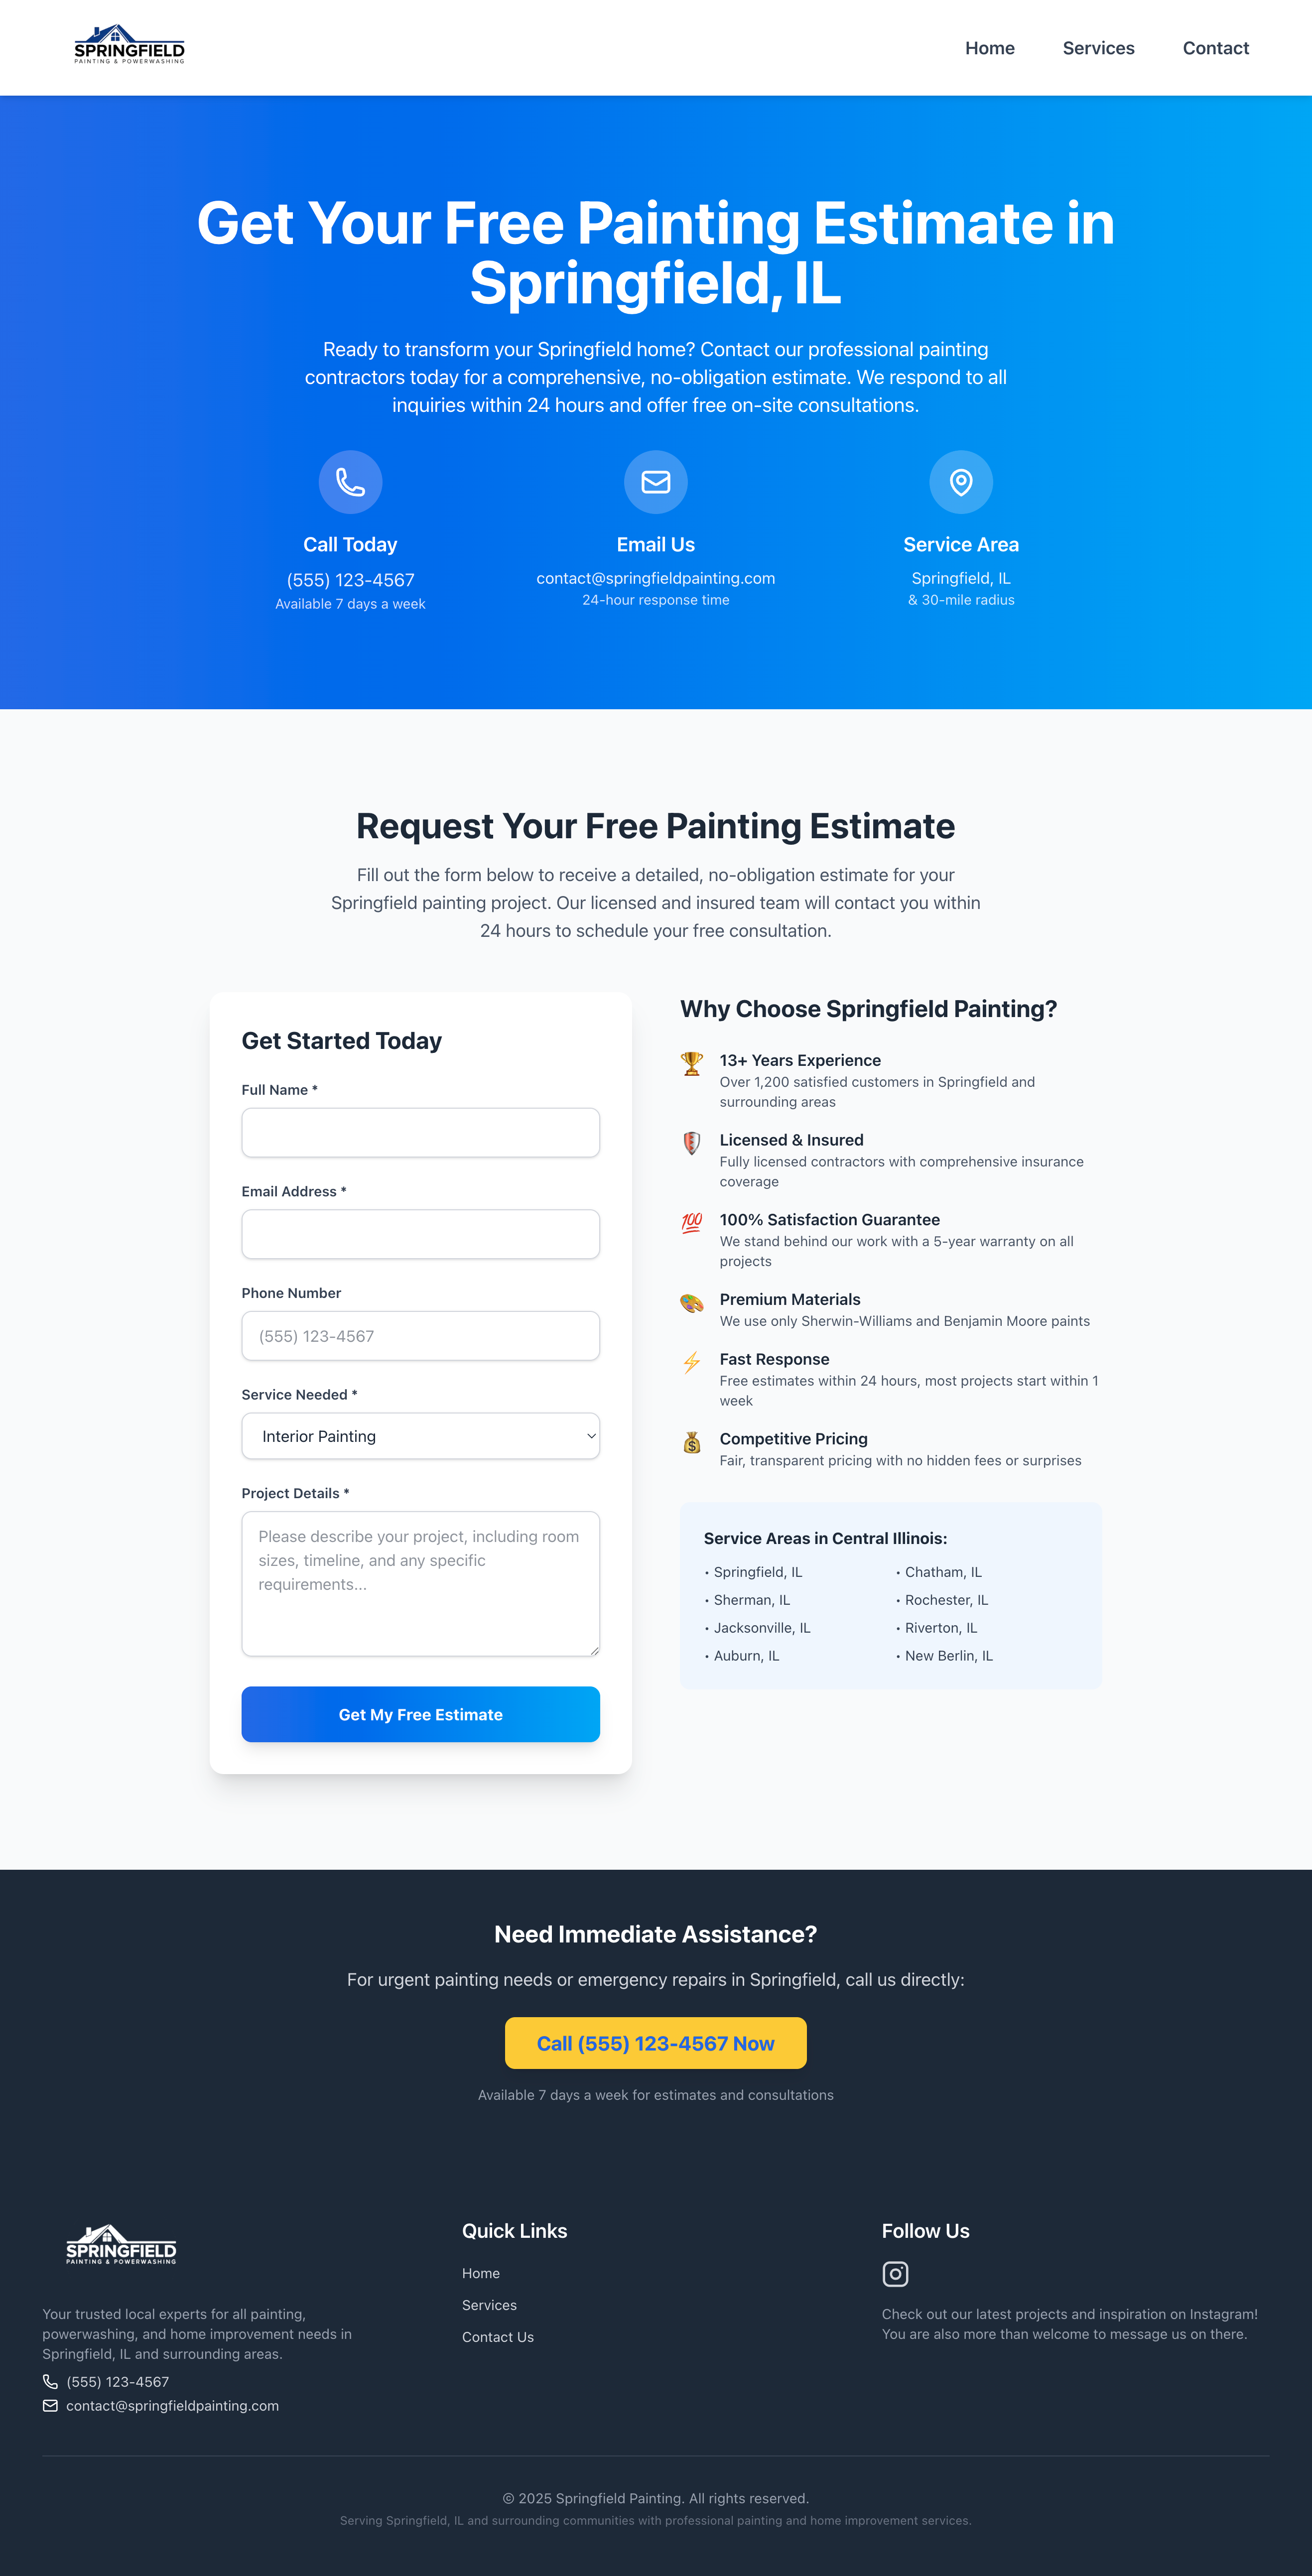 SPRINGFIELD
PAINTING & POWERWASHING
Home
Services
Contact
Get Your Free Painting Estimate in
Springfield, IL
Ready to transform your Springfield home? Contact our professional painting
contractors today for a comprehensive, no-obligation estimate. We respond to all
inquiries within 24 hours and offer free on-site consultations.
Call Today
(555) 123-4567
Available 7 days a week
Email Us
contact@springfieldpainting.com
24-hour response time
Service Area
Springfield, IL
& 30-mile radius
Request Your Free Painting Estimate
Fill out the form below to receive a detailed, no-obligation estimate for your
Springfield painting project. Our licensed and insured team will contact you within
24 hours to schedule your free consultation.
Get Started Today
Full Name *
Email Address *
Phone Number
(555) 123-4567
Service Needed *
Interior Painting
Project Details *
Please describe your project, including room
sizes, timeline, and any specific
requirements...
Get My Free Estimate
Why Choose Springfield Painting?
🏆 13+ Years Experience
Over 1,200 satisfied customers in Springfield and
surrounding areas
Licensed & Insured
Fully licensed contractors with comprehensive insurance
coverage
💯 100% Satisfaction Guarantee
We stand behind our work with a 5-year warranty on all
projects
🎨 Premium Materials
We use only Sherwin-Williams and Benjamin Moore paints
⚡ Fast Response
Free estimates within 24 hours, most projects start within 1
week
💰 Competitive Pricing
Fair, transparent pricing with no hidden fees or surprises
Service Areas in Central Illinois:
• Springfield, IL
• Chatham, IL
• Sherman, IL
• Rochester, IL
• Jacksonville, IL
• Riverton, IL
• Auburn, IL
• New Berlin, IL
Need Immediate Assistance?
For urgent painting needs or emergency repairs in Springfield, call us directly:
Call (555) 123-4567 Now
Available 7 days a week for estimates and consultations
SPRINGFIELD
PAINTING & POWERWASHING
Your trusted local experts for all painting,
powerwashing, and home improvement needs in
Springfield, IL and surrounding areas.
(555) 123-4567
contact@springfieldpainting.com
Quick Links
Home
Services
Contact Us
Follow Us
Check out our latest projects and inspiration on Instagram!
You are also more than welcome to message us on there.
© 2025 Springfield Painting. All rights reserved.
Serving Springfield, IL and surrounding communities with professional painting and home improvement services.